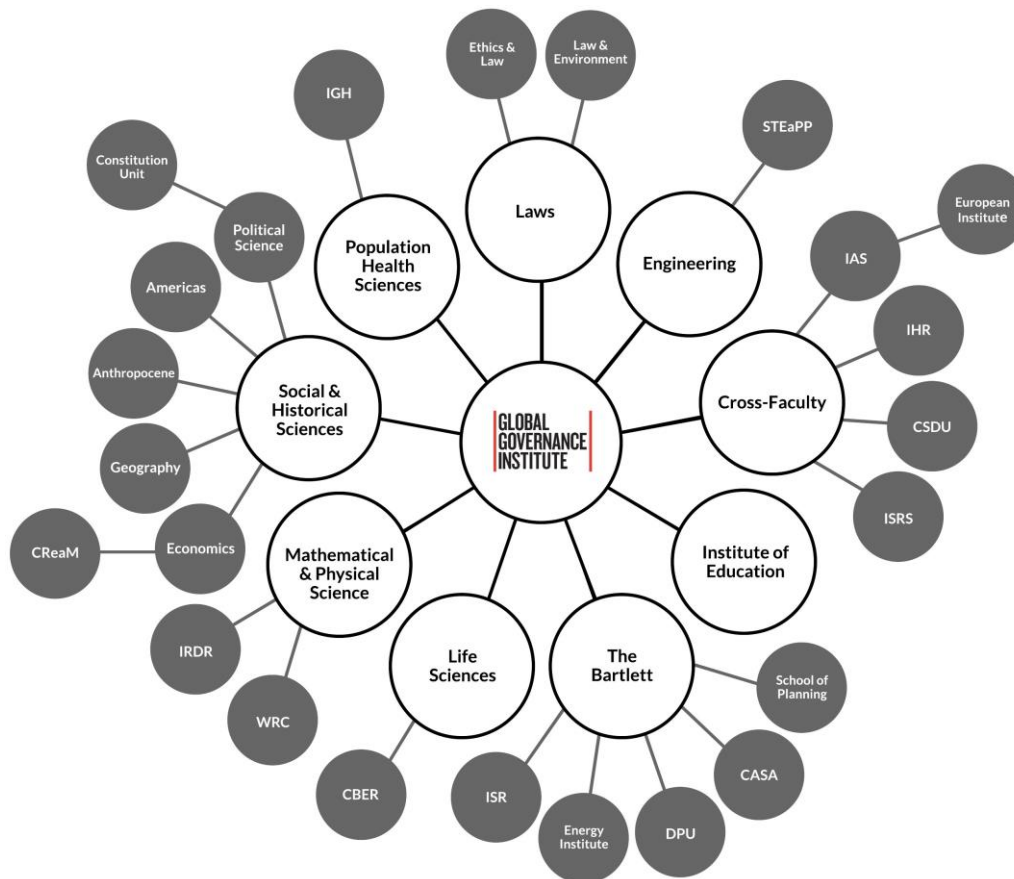 Ethics &
Law
Law &
Environment
IGH
STEaPP
Constitution
Unit
Political
Science
European
Institute
Laws
Population
Health
Sciences
Engineering
IAS
Americas
IHR
Anthropocene
Social &
Historical
Sciences
Cross-Faculty
GLOBAL
GOVERNANCE
INSTITUTE
CSDU
Geography
ISRS
CReaM
Economics
Mathematical
& Physical
Science
Institute of
Education
IRDR
Life
Sciences
The
Bartlett
School of
Planning
WRC
CASA
CBER
ISR
Energy
Institute
DPU